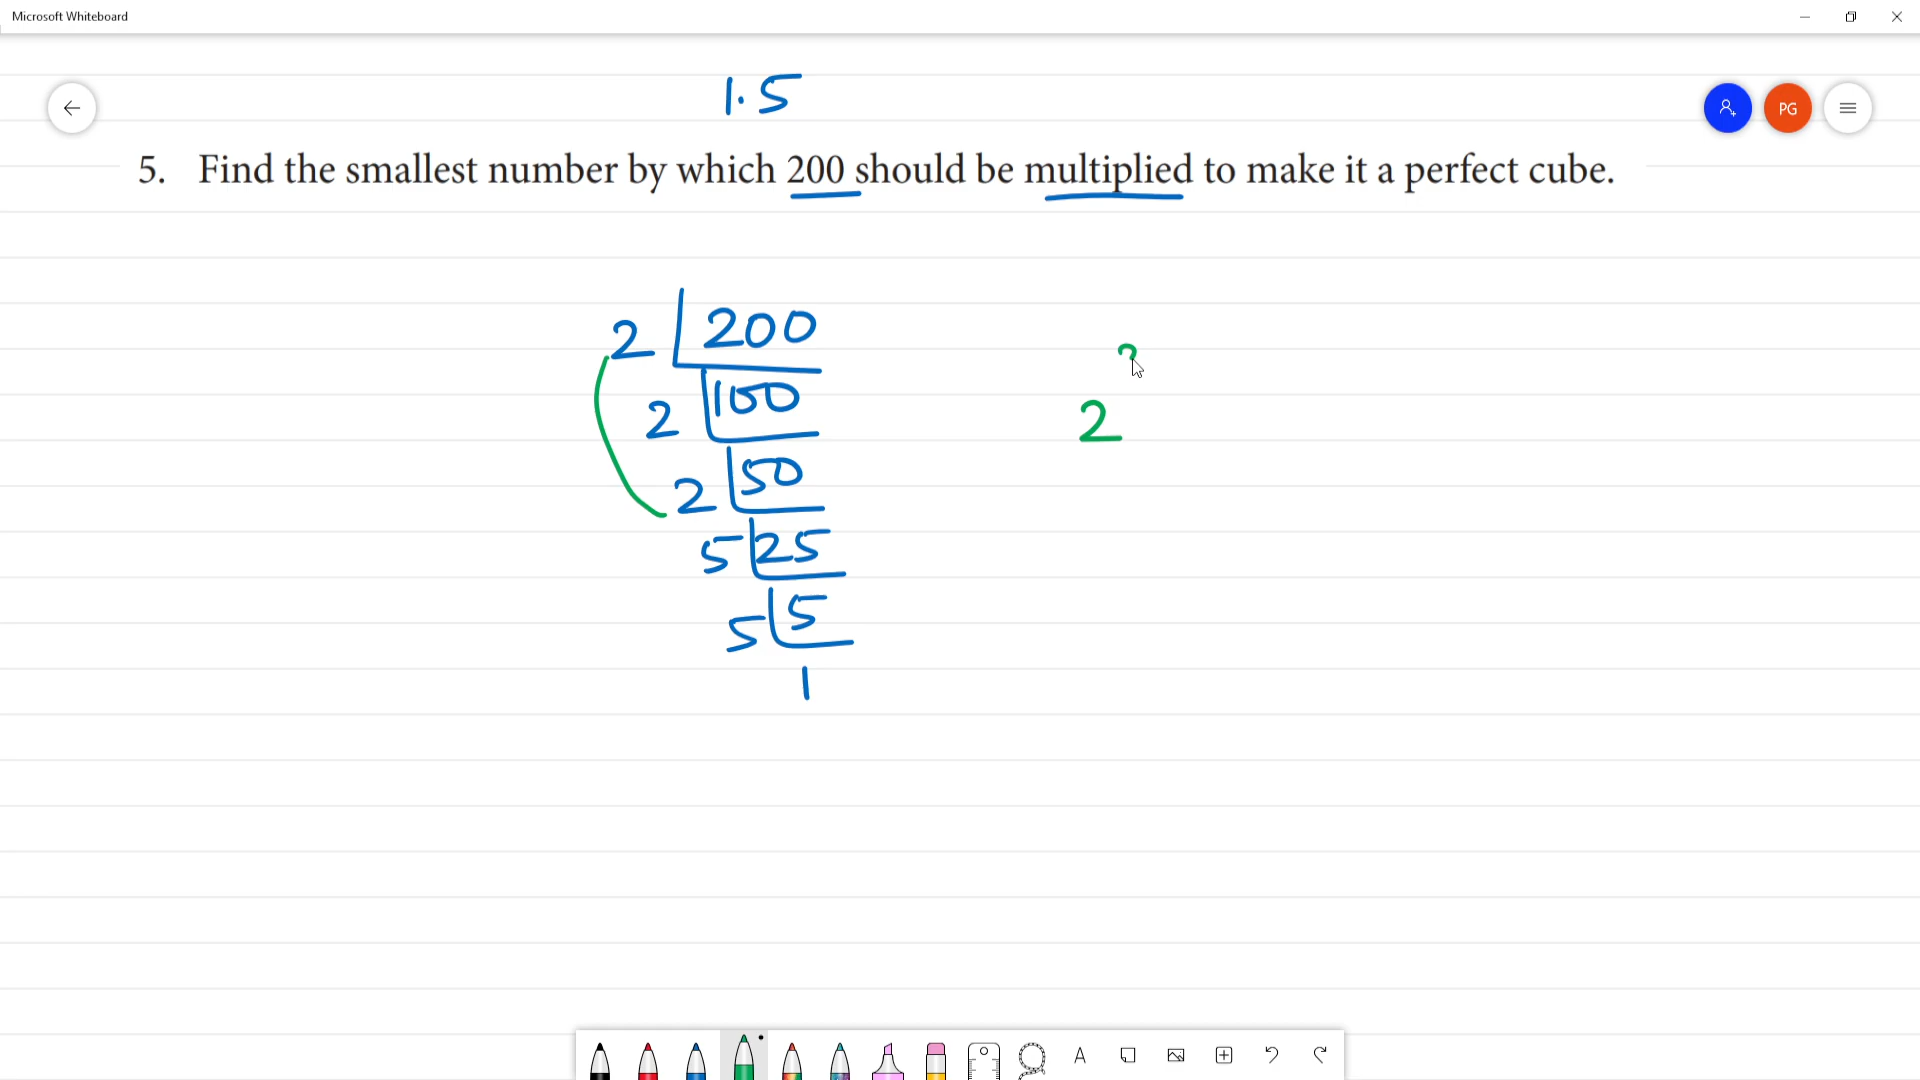 Microsoft Whiteboard
1.5
PG
5. Find the smallest number by which 200 should be multiplied to make it a perfect cube.
2 200
2 100
2 50
5 25
5 5
1
2
A